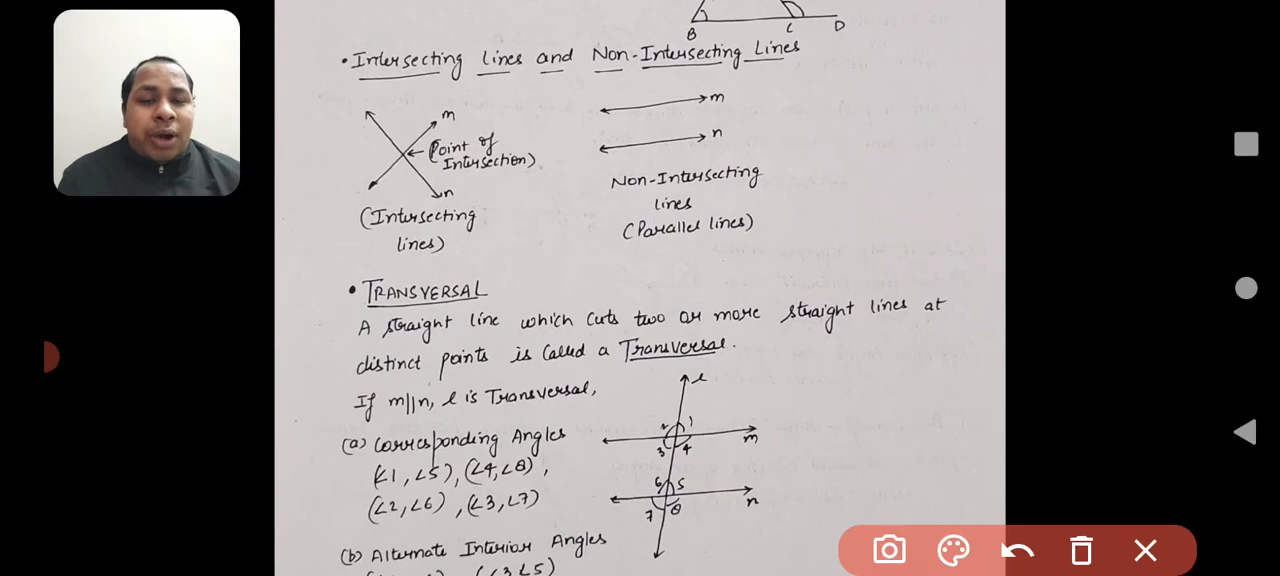 B C D
• Intersecting Lines and Non-Intersecting Lines
m
n
(Point of
Intersection)
(Intersecting
lines)
m
n
Non-Intersecting
lines
(Parallel lines)
• TRANSVERSAL
A straight line which cuts two or more straight lines at
distinct points is called a Transversal.
If m||n, l is Transversal,
l
(a) Corresponding Angles
(∠1, ∠5), (∠4, ∠8),
(∠2, ∠6), (∠3, ∠7)
2 1
3 4
m
6 5
7 8
n
(b) Alternate Interior Angles
(∠3 ∠5)